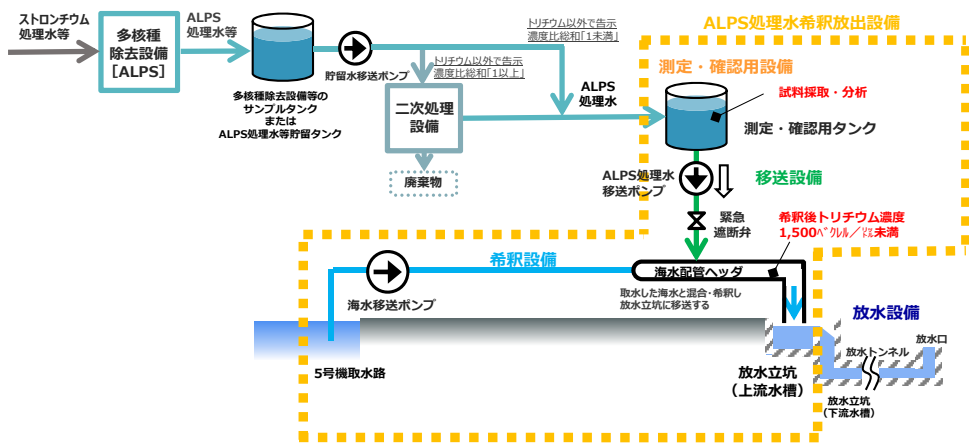 ストロンチウム
処理水等
多核種
除去設備
[ALPS]
ALPS
処理水等
貯留水移送ポンプ
多核種除去設備等の
サンプルタンク
または
ALPS処理水等貯留タンク
トリチウム以外で告示
濃度比総和｢1未満｣
トリチウム以外で告示
濃度比総和｢1以上｣
二次処理
設備
廃棄物
ALPS
処理水
ALPS処理水希釈放出設備
測定・確認用設備
試料採取・分析
測定・確認用タンク
ALPS処理水
移送ポンプ
移送設備
緊急
遮断弁
希釈後トリチウム濃度
1,500ﾍﾞｸﾚﾙ／㍑未満
希釈設備
海水移送ポンプ
海水配管ヘッダ
取水した海水と混合・希釈し
放水立坑に移送する
5号機取水路
放水立坑
（上流水槽）
放水設備
放水口
放水トンネル
放水立坑
（下流水槽）